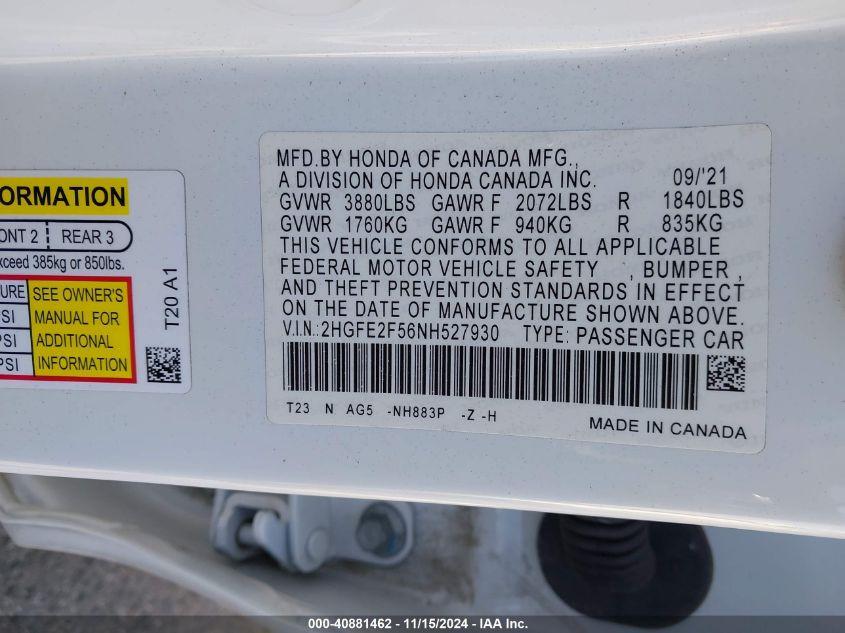 ORMATION
ONT 2 REAR 3
xceed 385kg or 850lbs.
URE SEE OWNER'S
PSI MANUAL FOR
PSI ADDITIONAL
PSI INFORMATION
T20 A1
MFD.BY HONDA OF CANADA MFG.,
A DIVISION OF HONDA CANADA INC. 09/'21
GVWR 3880LBS GAWR F 2072LBS R 1840LBS
GVWR 1760KG GAWR F 940KG R 835KG
THIS VEHICLE CONFORMS TO ALL APPLICABLE
FEDERAL MOTOR VEHICLE SAFETY , BUMPER ,
AND THEFT PREVENTION STANDARDS IN EFFECT
ON THE DATE OF MANUFACTURE SHOWN ABOVE.
V.I.N.:2HGFE2F56NH527930 TYPE: PASSENGER CAR
T23 N AG5 -NH883P -Z -H
MADE IN CANADA
000-40881462 - 11/15/2024 - IAA Inc.